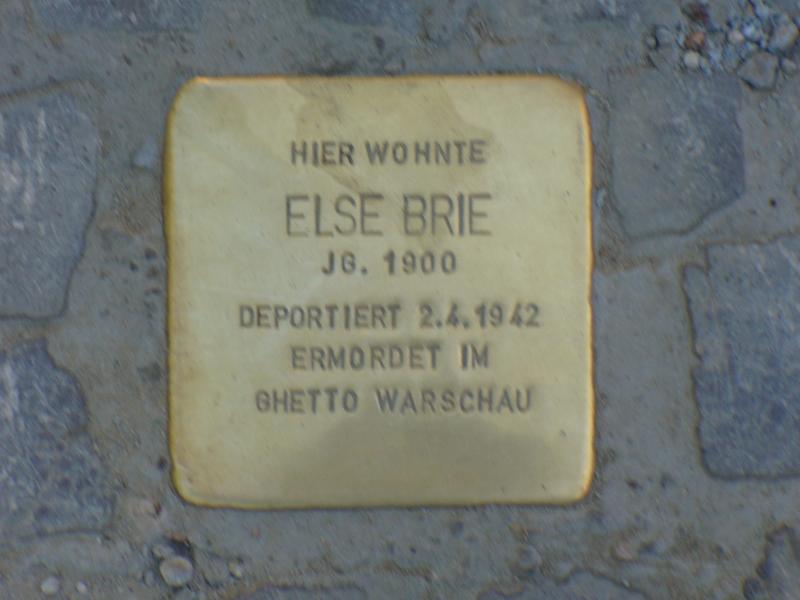 HIER WOHNTE
ELSE BRIE
JG. 1900
DEPORTIERT 2.4.1942
ERMORDET IM
GHETTO WARSCHAU